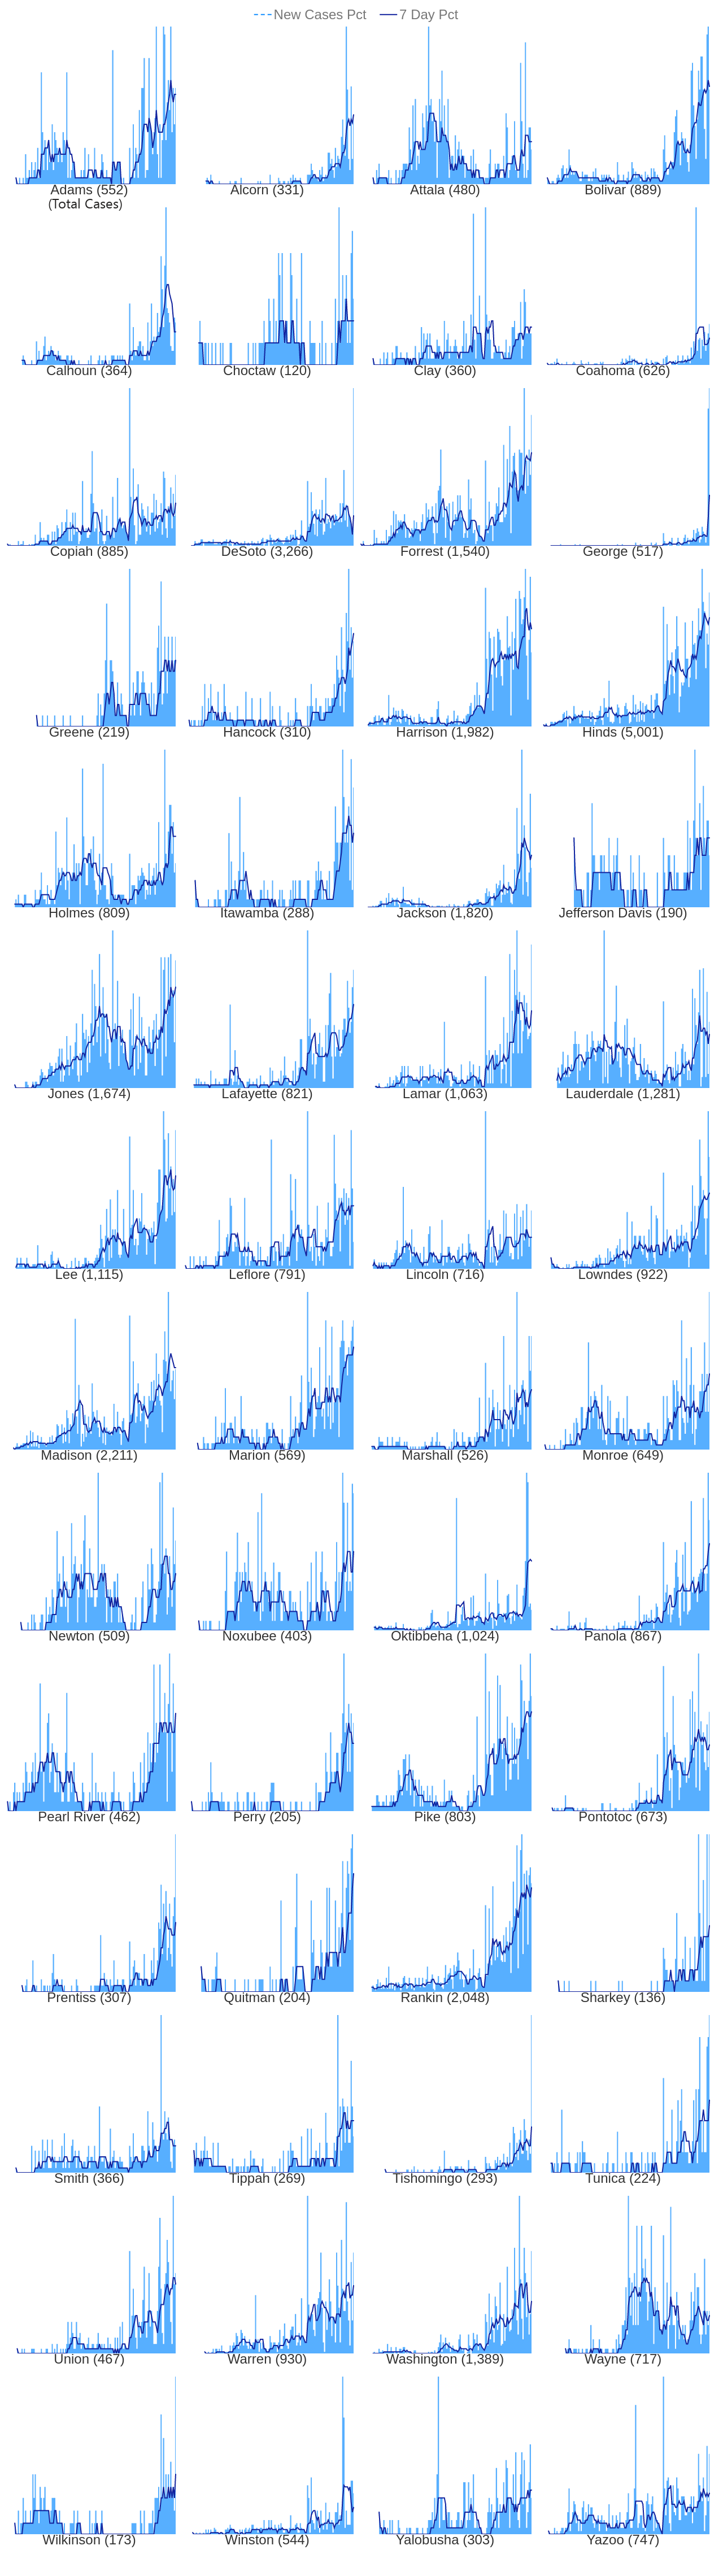 New Cases Pct 7 Day Pct
Adams (552) Alcorn (331) Attala (480) Bolivar (889)
(Total Cases)
Calhoun (364) Choctaw (120) Clay (360) Coahoma (626)
Copiah (885) DeSoto (3,266) Forrest (1,540) George (517)
Greene (219) Hancock (310) Harrison (1,982) Hinds (5,001)
Holmes (809) Itawamba (288) Jackson (1,820) Jefferson Davis (190)
Jones (1,674) Lafayette (821) Lamar (1,063) Lauderdale (1,281)
Lee (1,115) Leflore (791) Lincoln (716) Lowndes (922)
Madison (2,211) Marion (569) Marshall (526) Monroe (649)
Newton (509) Noxubee (403) Oktibbeha (1,024) Panola (867)
Pearl River (462) Perry (205) Pike (803) Pontotoc (673)
Prentiss (307) Quitman (204) Rankin (2,048) Sharkey (136)
Smith (366) Tippah (269) Tishomingo (293) Tunica (224)
Union (467) Warren (930) Washington (1,389) Wayne (717)
Wilkinson (173) Winston (544) Yalobusha (303) Yazoo (747)